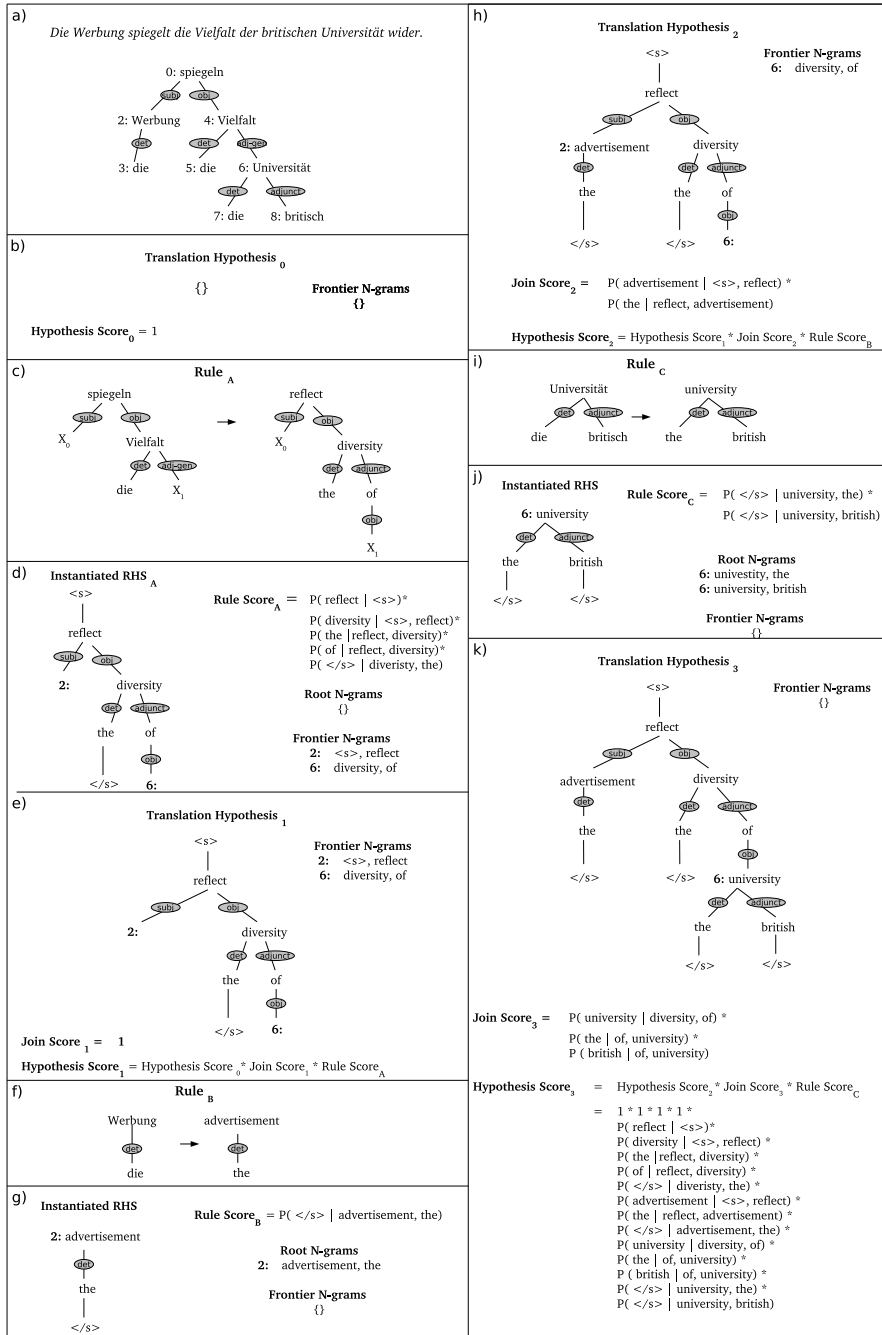 a)
Die Werbung spiegelt die Vielfalt der britischen Universität wider.
0: spiegeln
subj obj
2: Werbung 4: Vielfalt
det det adj-gen
3: die 5: die 6: Universität
det adjunct
7: die 8: britisch
b)
Translation Hypothesis 0
{} Frontier N-grams
{}
Hypothesis Score0 = 1
c)
Rule A
spiegeln reflect
subj obj subj obj
X0 Vielfalt X0 diversity
det adj-gen det adjunct
die X1 the of
obj
X1
d)
Instantiated RHS A
<s>
Rule Score A = P( reflect | <s>)*
P( diversity | <s>, reflect)*
reflect
P( the |reflect, diversity)*
P( of | reflect, diversity)*
subj obj
P( </s> | diveristy, the)
2: diversity
Root N-grams
det adjunct
{}
the of
Frontier N-grams
obj
2: <s>, reflect
6: diversity, of
</s> 6:
e)
Translation Hypothesis 1
<s>
Frontier N-grams
2: <s>, reflect
6: diversity, of
reflect
subj obj
2: diversity
det adjunct
the of
obj
</s> 6:
Join Score 1 = 1
Hypothesis Score1 = Hypothesis Score 0* Join Score1 * Rule ScoreA
f)
Rule B
Werbung advertisement
det det
die the
g)
Instantiated RHS
Rule ScoreB = P( </s> | advertisement, the)
2: advertisement
Root N-grams
det
2: advertisement, the
the
Frontier N-grams
{}
</s>
h)
Translation Hypothesis 2
<s>
Frontier N-grams
6: diversity, of
reflect
subj obj
2: advertisement diversity
det det adjunct
the the of
obj
</s> </s> 6:
Join Score2 = P( advertisement | <s>, reflect) *
P( the | reflect, advertisement)
Hypothesis Score2 = Hypothesis Score1 * Join Score2 * Rule ScoreB
i)
Rule C
Universität university
det adjunct det adjunct
die britisch the british
j)
Instantiated RHS
Rule ScoreC = P( </s> | university, the) *
P( </s> | university, british)
6: university
det adjunct
the british
</s> </s>
Root N-grams
6: univestity, the
6: university, british
Frontier N-grams
{}
k)
Translation Hypothesis 3
<s>
Frontier N-grams
{}
reflect
subj obj
advertisement diversity
det det adjunct
the the of
obj
</s> </s> 6: university
det adjunct
the british
</s> </s>
Join Score3 = P( university | diversity, of) *
P( the | of, university) *
P ( british | of, university)
Hypothesis Score3 = Hypothesis Score2 * Join Score3 * Rule ScoreC
= 1 * 1 * 1 * 1 *
P( reflect | <s>)*
P( diversity | <s>, reflect) *
P( the |reflect, diversity) *
P( of | reflect, diversity) *
P( </s> | diveristy, the) *
P( advertisement | <s>, reflect) *
P( the | reflect, advertisement) *
P( </s> | advertisement, the) *
P( university | diversity, of) *
P( the | of, university) *
P ( british | of, university) *
P( </s> | university, the) *
P( </s> | university, british)